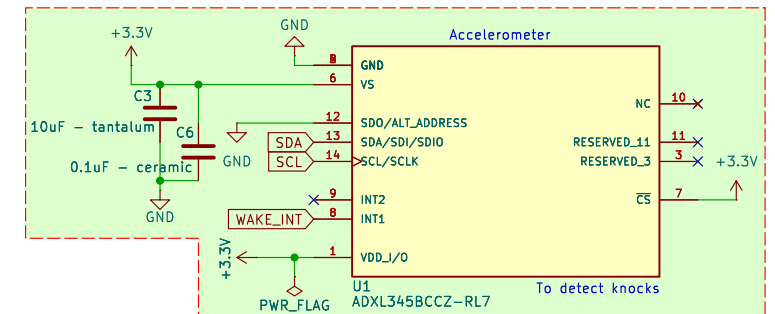 GND
Accelerometer
+3.3V
GND
6
VS
C3
NC
10
10uF - tantalum
12
SDO/ALT_ADDRESS
C6
SDA
13
SDA/SDI/SDIO
RESERVED_11
11
0.1uF - ceramic
GND
SCL
14
SCL/SCLK
RESERVED_3
3
+3.3V
9
INT2
CS
7
GND
WAKE_INT
8
INT1
+3.3V
1
VDD_I/O
U1
To detect knocks
PWR_FLAG
ADXL345BCCZ-RL7